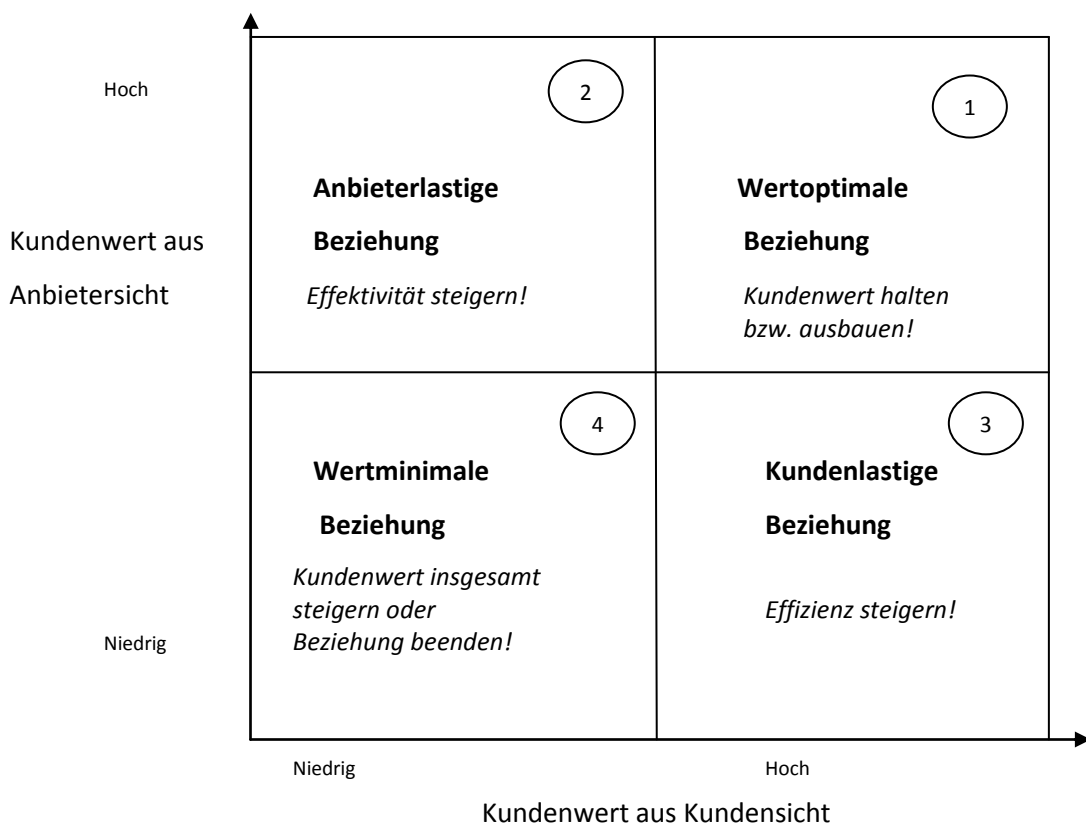 Hoch
2
1
Anbieterlastige
Beziehung
Effektivität steigern!
Wertoptimale
Beziehung
Kundenwert halten
bzw. ausbauen!
Kundenwert aus
Anbietersicht
4
3
Wertminimale
Beziehung
Kundenwert insgesamt
steigern oder
Beziehung beenden!
Kundenlastige
Beziehung
Effizienz steigern!
Niedrig
Niedrig
Hoch
Kundenwert aus Kundensicht